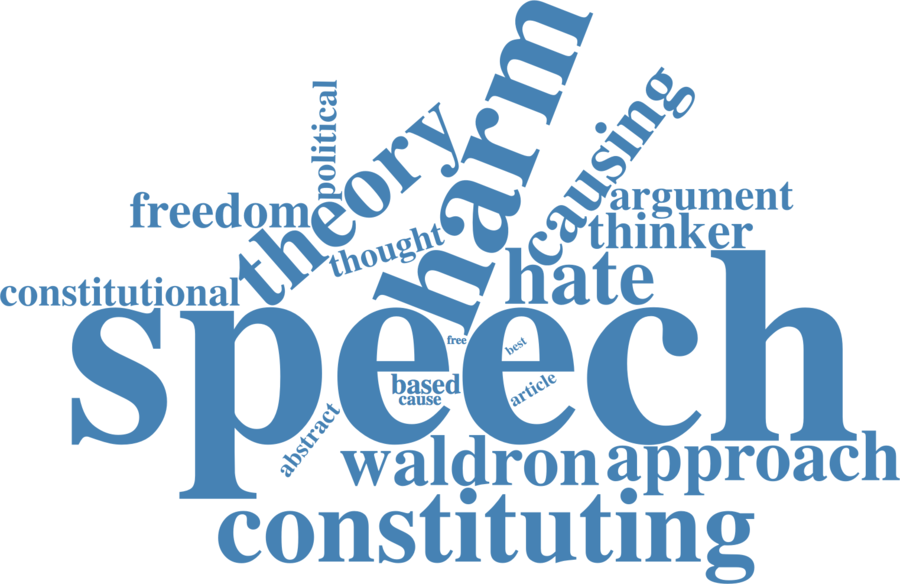 harm
political
causing
theory
argument
freedom
thinker
thought
hate
constitutional
speech
free
best
based
cause
article
abstract
waldron
approach
constituting